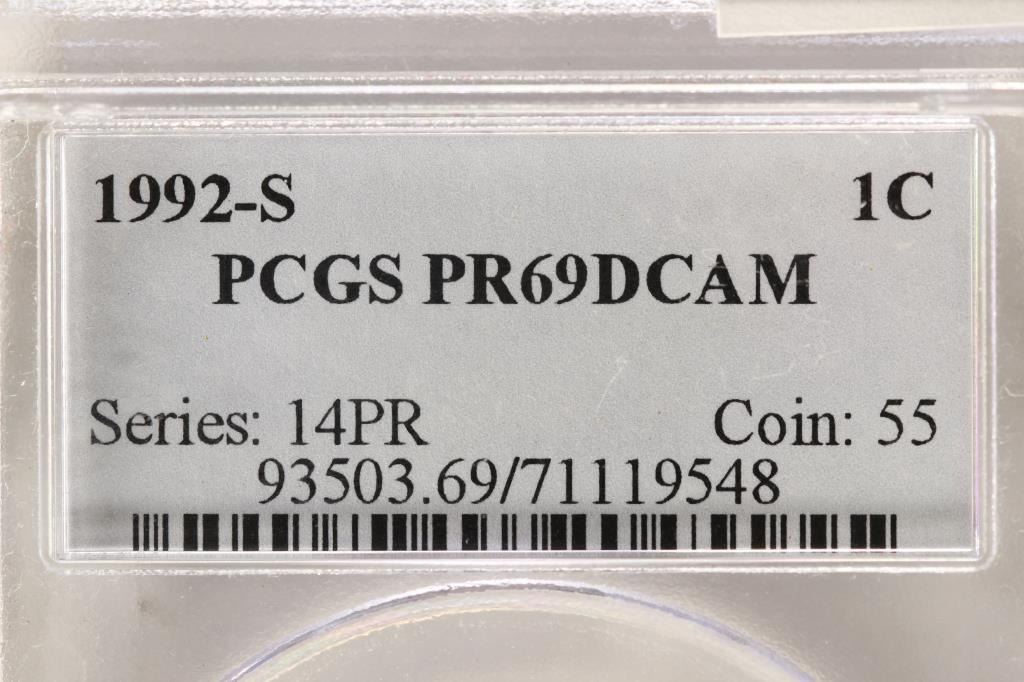 1992-S 1C
PCGS PR69DCAM
Series: 14PR Coin: 55
93503.69/71119548